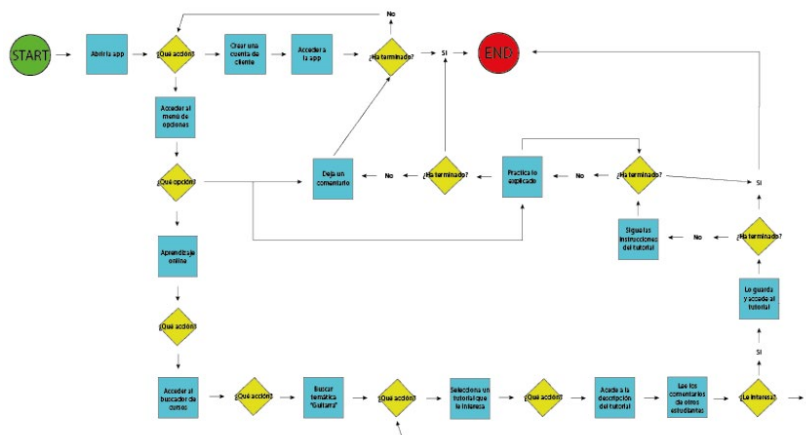 No
START
Abrir la app
¿Qué acción?
Crear una
cuenta de
cliente
Acceder a
la app
¿Ha terminado?
SI
END
Acceder al
menú de
opciones
¿Qué opción?
Deja un
comentario
No
¿Ha terminado?
Practica lo
explicado
No
¿Ha terminado?
SI
Aprendizaje
online
Sigue las
instrucciones
del tutorial
No
¿Ha terminado?
Lo guarda
y accede al
tutorial
¿Qué acción?
SI
Acceder al
buscador de
cursos
¿Qué acción?
Buscar
temática
"Guitarra"
¿Qué acción?
Selecciona un
tutorial que
le interesa
¿Qué acción?
Acede a la
descripción
del tutorial
Lee los
comentarios
de otros
estudiantes
¿Le interesa?